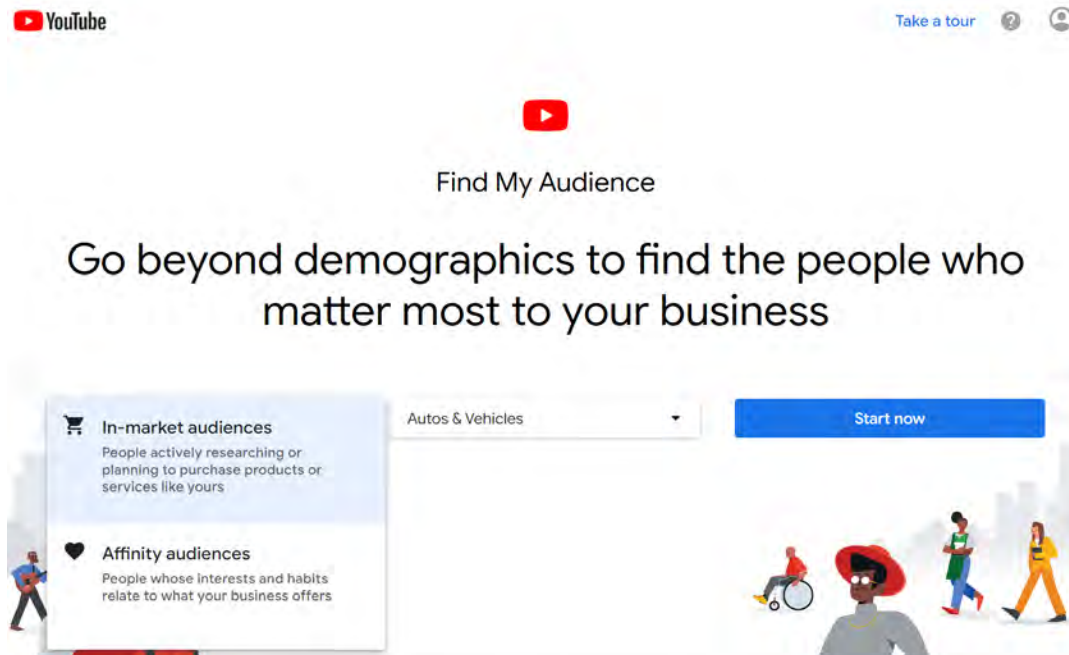 YouTube
Take a tour
Find My Audience
Go beyond demographics to find the people who
matter most to your business
In-market audiences
People actively researching or
planning to purchase products or
services like yours
Affinity audiences
People whose interests and habits
relate to what your business offers
Autos & Vehicles
Start now